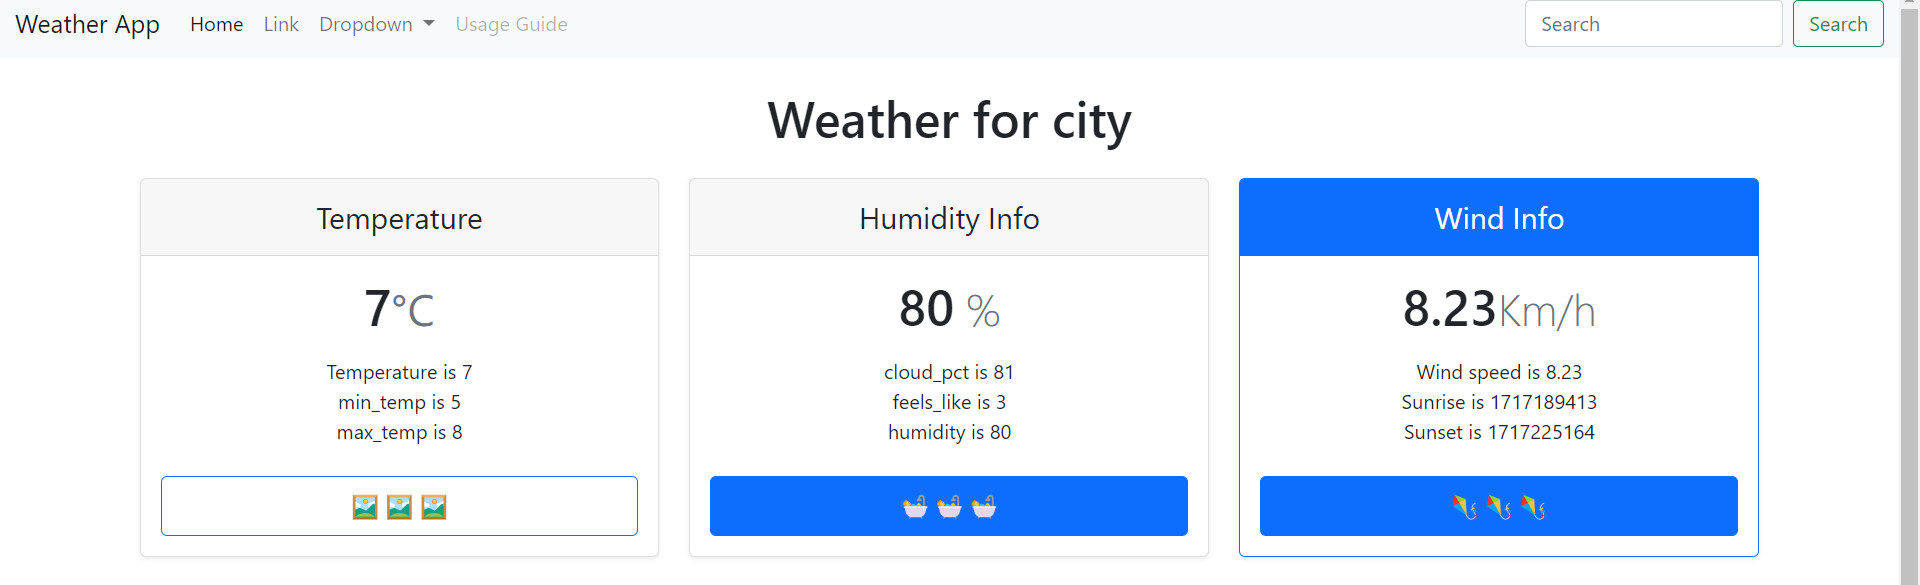 Weather App Home Link Dropdown Usage Guide Search Search
Weather for city
Temperature
7°C
Temperature is 7
min_temp is 5
max_temp is 8
Humidity Info
80 %
cloud_pct is 81
feels_like is 3
humidity is 80
Wind Info
8.23Km/h
Wind speed is 8.23
Sunrise is 1717189413
Sunset is 1717225164